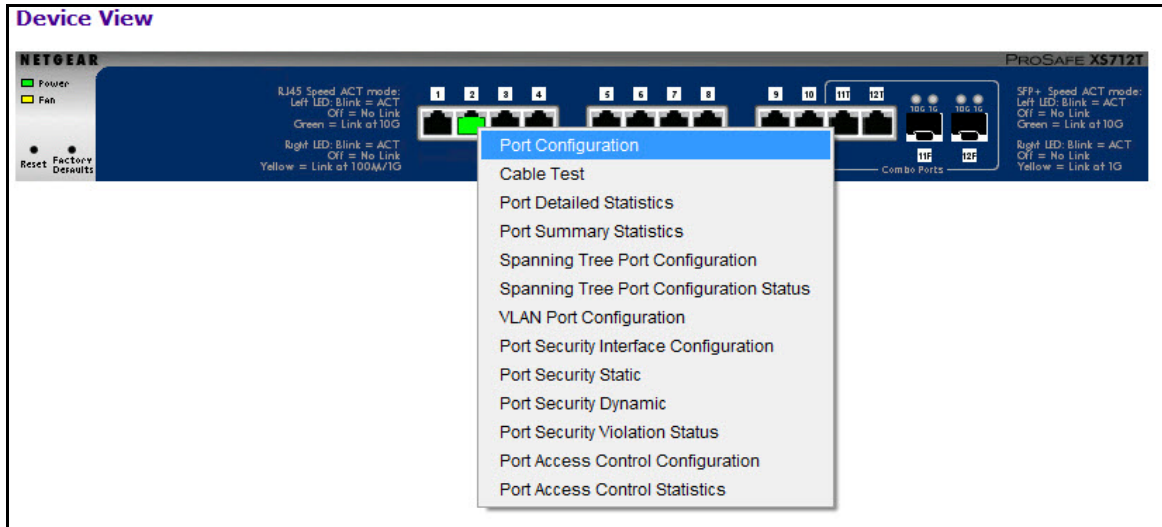 Device View
NETGEAR
PROSAFE XS712T
Power
Fan
Reset
Factory
Defaults
RJ45 Speed ACT mode:
Left LED: Blink = ACT
Off = No Link
Green = Link at 10G
Right LED: Blink = ACT
Off = No Link
Yellow = Link at 100M/1G
1 2 3 4 5 6 7 8 9 10 11T 12T
10G 1G 10G 1G
11F 12F
Combo Ports
SFP+ Speed ACT mode:
Left LED: Blink = ACT
Off = No Link
Green = Link at 10G
Right LED: Blink = ACT
Off = No Link
Yellow = Link at 1G
Port Configuration
Cable Test
Port Detailed Statistics
Port Summary Statistics
Spanning Tree Port Configuration
Spanning Tree Port Configuration Status
VLAN Port Configuration
Port Security Interface Configuration
Port Security Static
Port Security Dynamic
Port Security Violation Status
Port Access Control Configuration
Port Access Control Statistics